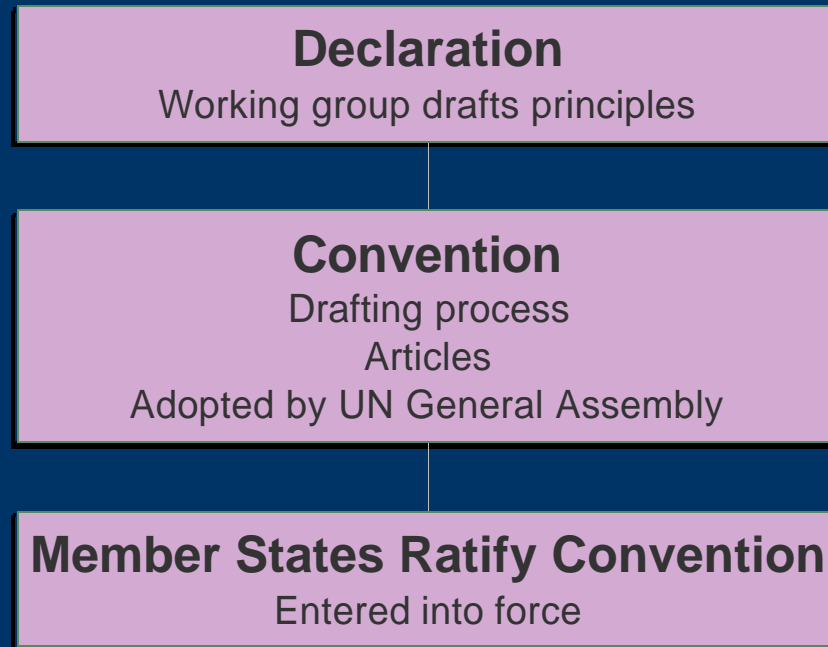 Declaration
Working group drafts principles
Convention
Drafting process
Articles
Adopted by UN General Assembly
Member States Ratify Convention
Entered into force